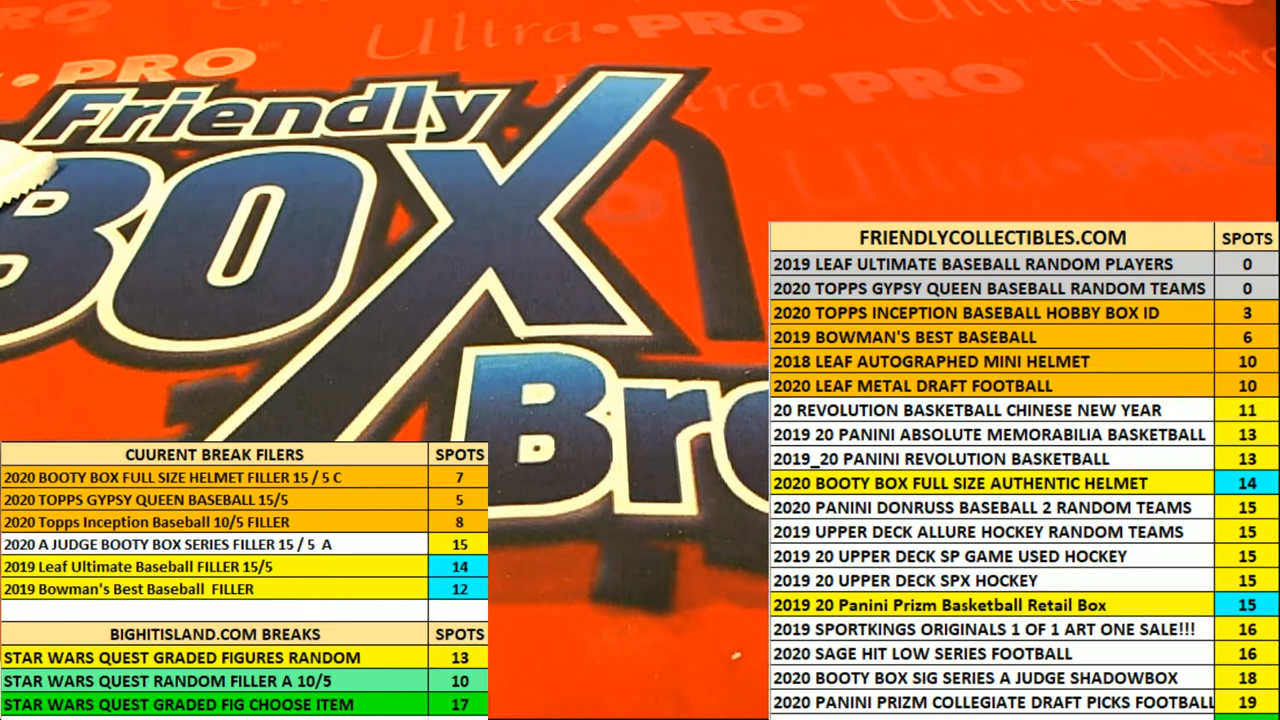 Ultra•PRO
Ultra•PRO
•PRO
Ultra•PRO
Ultra
Ultra•PRO
Friendly
BOX
Bre
FRIENDLYCOLLECTIBLES.COM SPOTS
2019 LEAF ULTIMATE BASEBALL RANDOM PLAYERS 0
2020 TOPPS GYPSY QUEEN BASEBALL RANDOM TEAMS 0
2020 TOPPS INCEPTION BASEBALL HOBBY BOX ID 3
2019 BOWMAN'S BEST BASEBALL 6
2018 LEAF AUTOGRAPHED MINI HELMET 10
2020 LEAF METAL DRAFT FOOTBALL 10
20 REVOLUTION BASKETBALL CHINESE NEW YEAR 11
2019 20 PANINI ABSOLUTE MEMORABILIA BASKETBALL 13
2019_20 PANINI REVOLUTION BASKETBALL 13
2020 BOOTY BOX FULL SIZE AUTHENTIC HELMET 14
2020 PANINI DONRUSS BASEBALL 2 RANDOM TEAMS 15
2019 UPPER DECK ALLURE HOCKEY RANDOM TEAMS 15
2019 20 UPPER DECK SP GAME USED HOCKEY 15
2019 20 UPPER DECK SPX HOCKEY 15
2019 20 Panini Prizm Basketball Retail Box 15
2019 SPORTKINGS ORIGINALS 1 OF 1 ART ONE SALE!!! 16
2020 SAGE HIT LOW SERIES FOOTBALL 16
2020 BOOTY BOX SIG SERIES A JUDGE SHADOWBOX 18
2020 PANINI PRIZM COLLEGIATE DRAFT PICKS FOOTBALL 19
CUURENT BREAK FILERS SPOTS
2020 BOOTY BOX FULL SIZE HELMET FILLER 15 / 5 C 7
2020 TOPPS GYPSY QUEEN BASEBALL 15/5 5
2020 Topps Inception Baseball 10/5 FILLER 8
2020 A JUDGE BOOTY BOX SERIES FILLER 15 / 5 A 15
2019 Leaf Ultimate Baseball FILLER 15/5 14
2019 Bowman's Best Baseball FILLER 12
BIGHITISLAND.COM BREAKS SPOTS
STAR WARS QUEST GRADED FIGURES RANDOM 13
STAR WARS QUEST RANDOM FILLER A 10/5 10
STAR WARS QUEST GRADED FIG CHOOSE ITEM 17